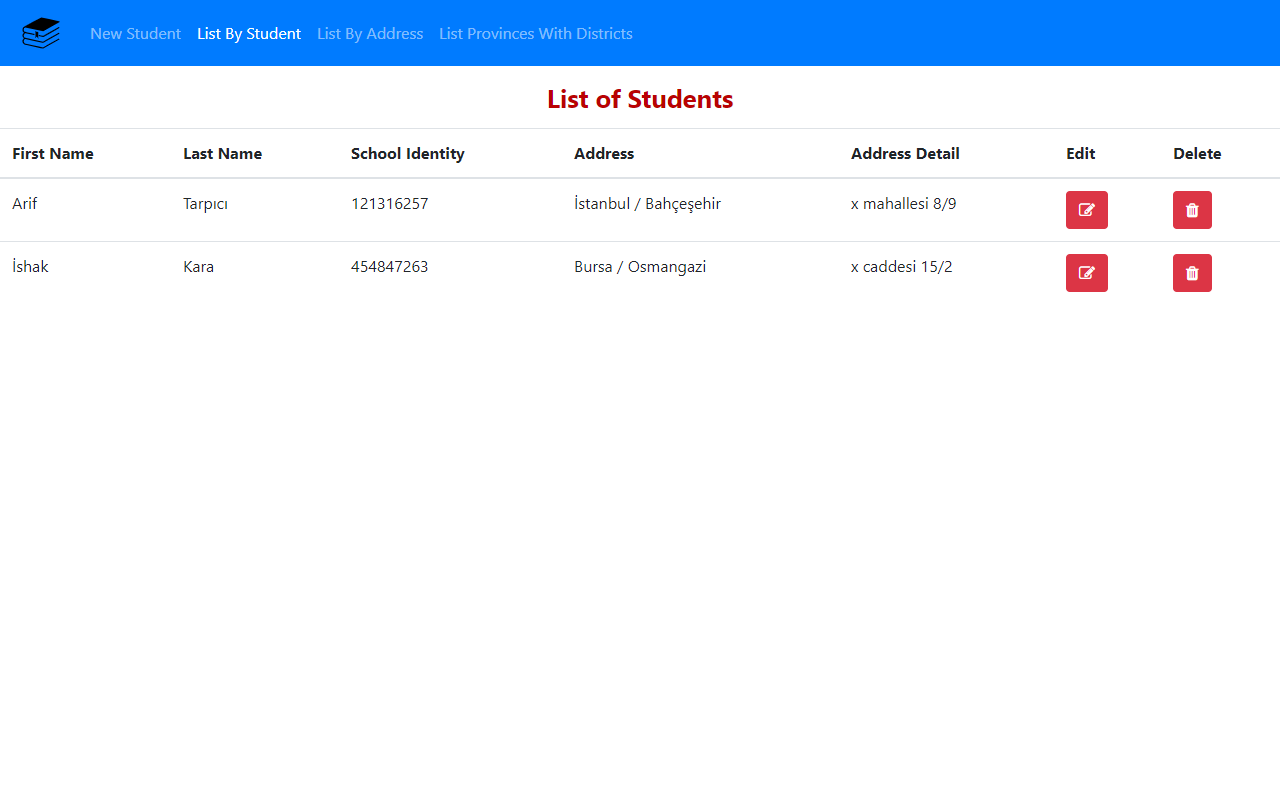 New Student List By Student List By Address List Provinces With Districts
List of Students
First Name Last Name School Identity Address Address Detail Edit Delete
Arif Tarpıcı 121316257 İstanbul / Bahçeşehir x mahallesi 8/9
İshak Kara 454847263 Bursa / Osmangazi x caddesi 15/2